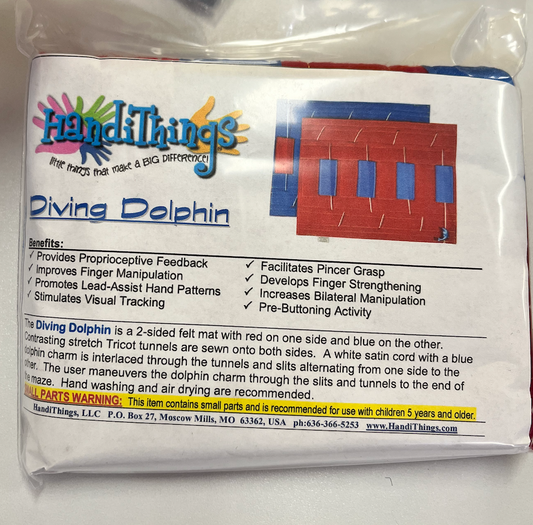 HandiThings
little things that make a BIG DIFFERENCE!
Diving Dolphin
Benefits:
✓ Provides Proprioceptive Feedback
✓ Improves Finger Manipulation
✓ Promotes Lead-Assist Hand Patterns
✓ Stimulates Visual Tracking
✓ Facilitates Pincer Grasp
✓ Develops Finger Strengthening
✓ Increases Bilateral Manipulation
✓ Pre-Buttoning Activity
The Diving Dolphin is a 2-sided felt mat with red on one side and blue on the other.
Contrasting stretch Tricot tunnels are sewn onto both sides. A white satin cord with a blue
dolphin charm is interlaced through the tunnels and slits alternating from one side to the
other. The user maneuvers the dolphin charm through the slits and tunnels to the end of
maze. Hand washing and air drying are recommended.
PARTS WARNING: This item contains small parts and is recommended for use with children 5 years and older.
HandiThings, LLC P.O. Box 27, Moscow Mills, MO 63362, USA ph:636-366-5253 www.HandiThings.com